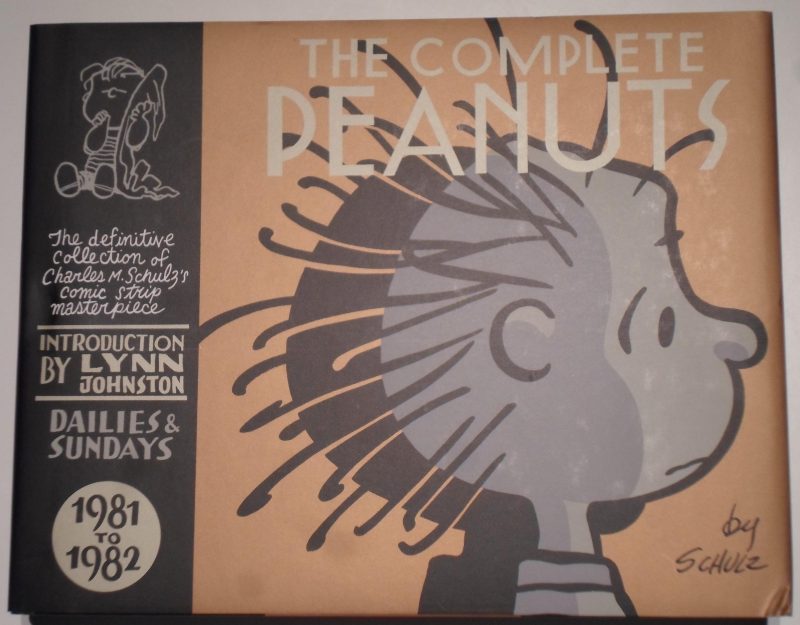 THE COMPLETE
PEANUTS
The definitive
collection of
Charles M. Schulz's
comic strip
masterpiece
INTRODUCTION
BY LYNN
JOHNSTON
DAILIES &
SUNDAYS
1981
TO
1982
by
SCHULZ